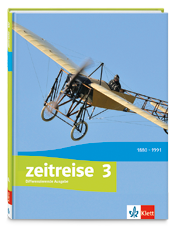 1880 – 1991
zeitreise 3
Differenzierende Ausgabe
Klett